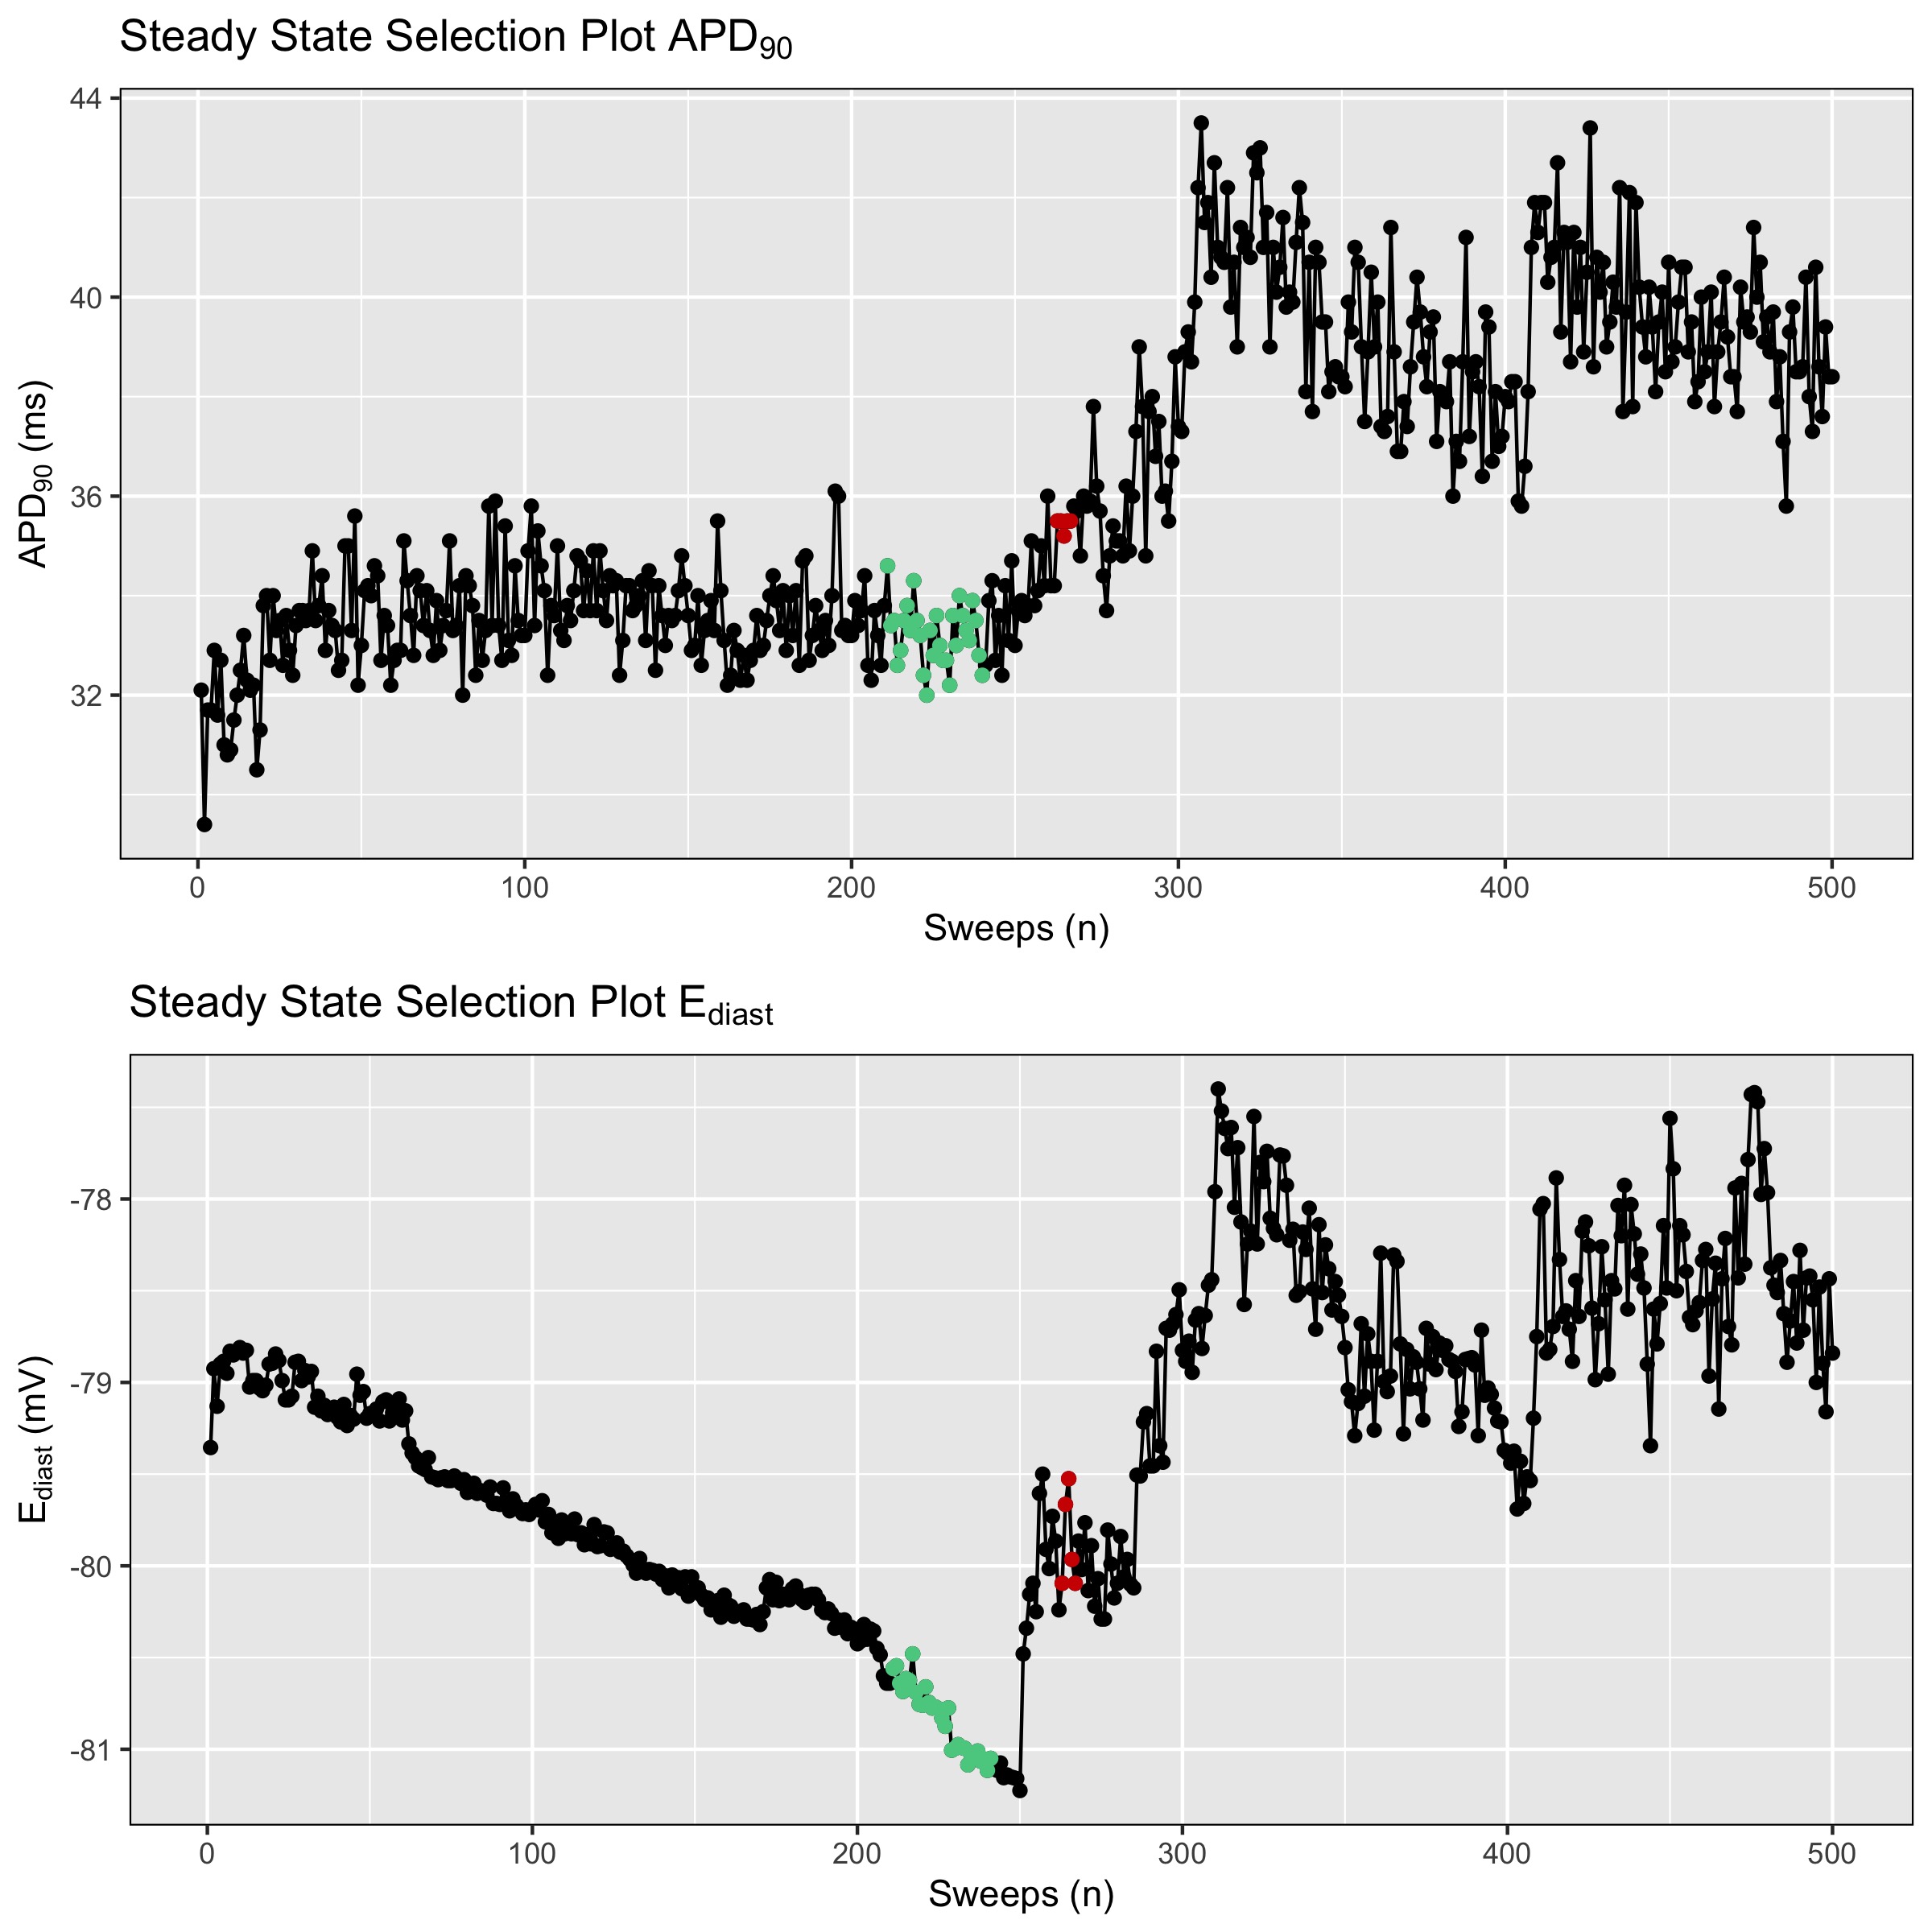 Steady State Selection Plot APD90
44
40
36
32
APD90 (ms)
0 100 200 300 400 500
Sweeps (n)
Steady State Selection Plot Ediast
-78
-79
-80
-81
Ediast (mV)
0 100 200 300 400 500
Sweeps (n)